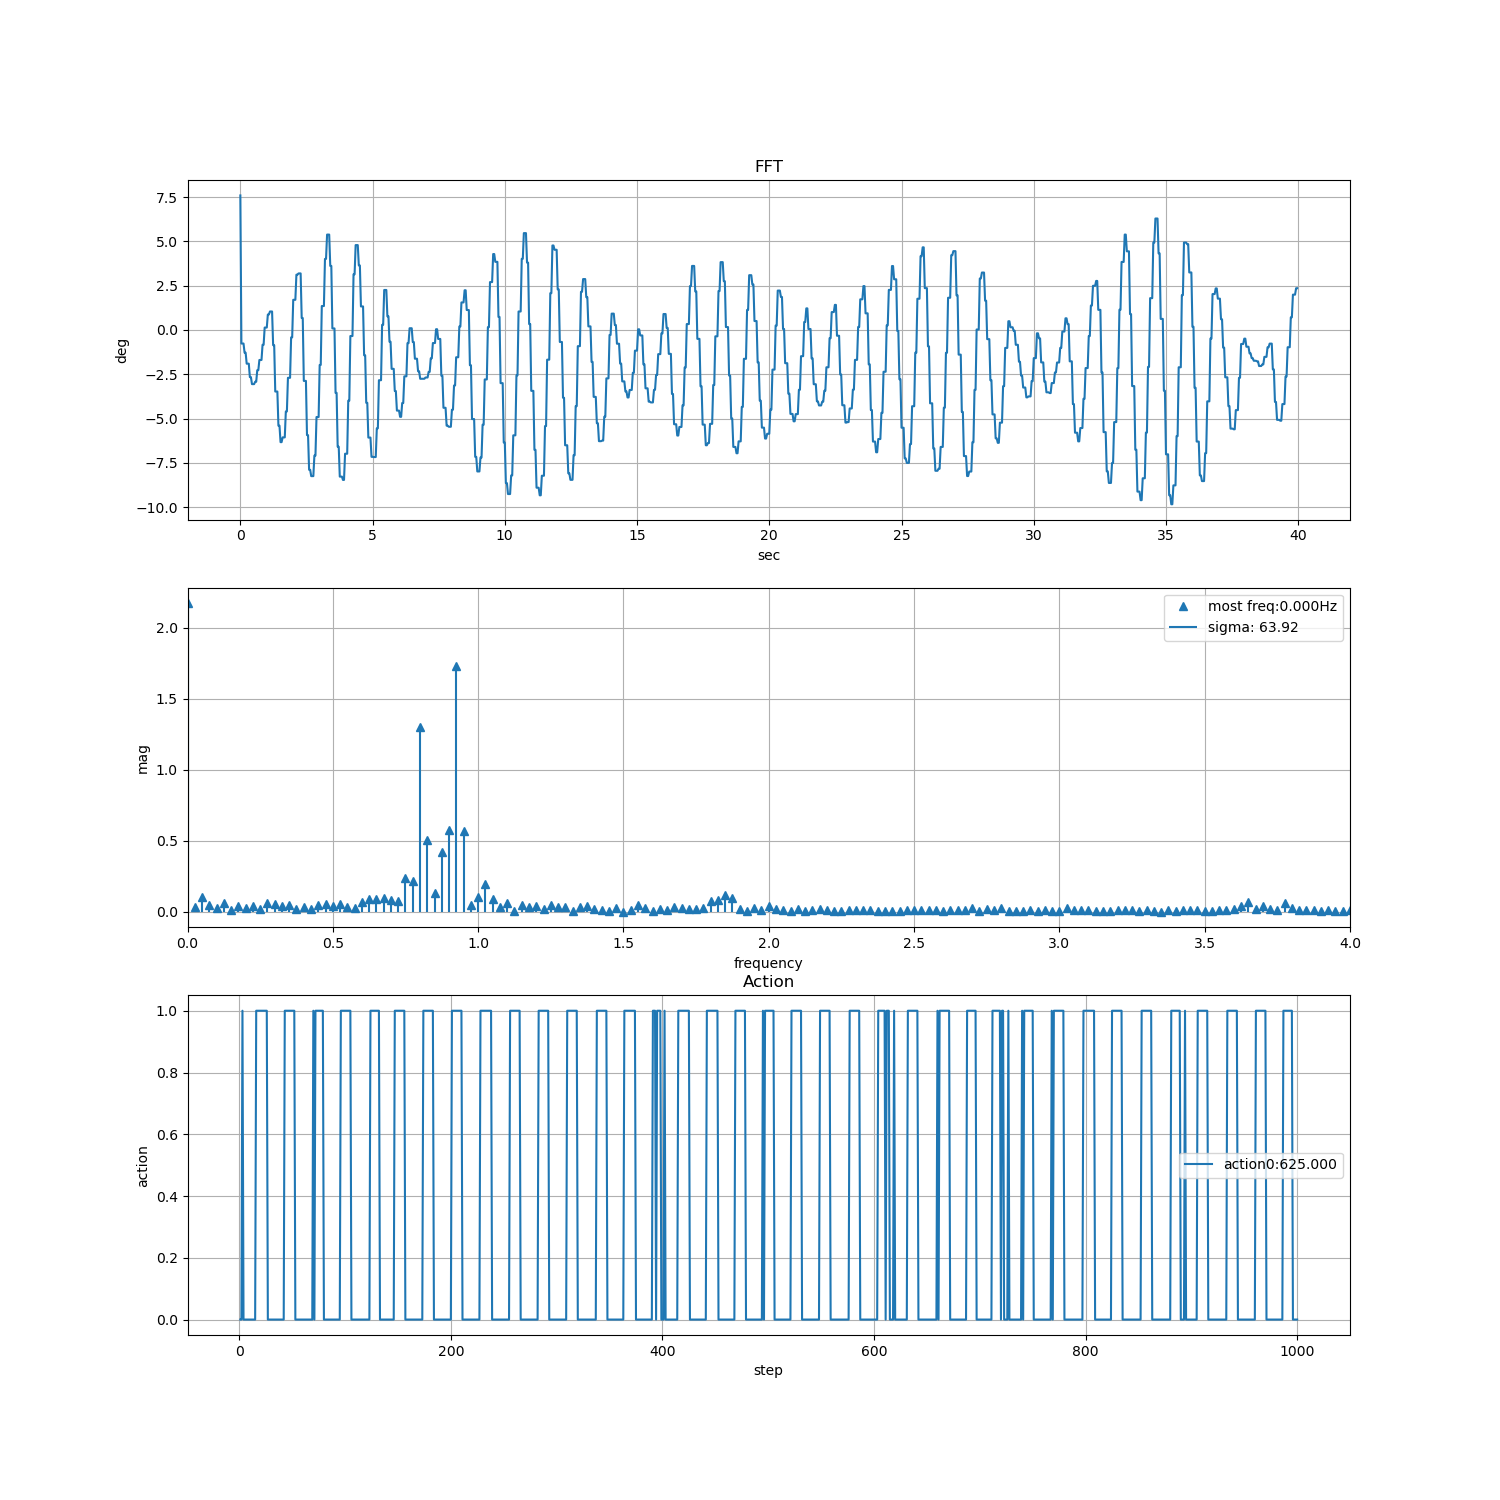 FFT
7.5
5.0
2.5
0.0
−2.5
−5.0
−7.5
−10.0
deg
0 5 10 15 20 25 30 35 40
sec
most freq:0.000Hz
sigma: 63.92
2.0
1.5
1.0
0.5
0.0
mag
0.0 0.5 1.0 1.5 2.0 2.5 3.0 3.5 4.0
frequency
Action
1.0
0.8
0.6
0.4
0.2
0.0
action
action0:625.000
0 200 400 600 800 1000
step